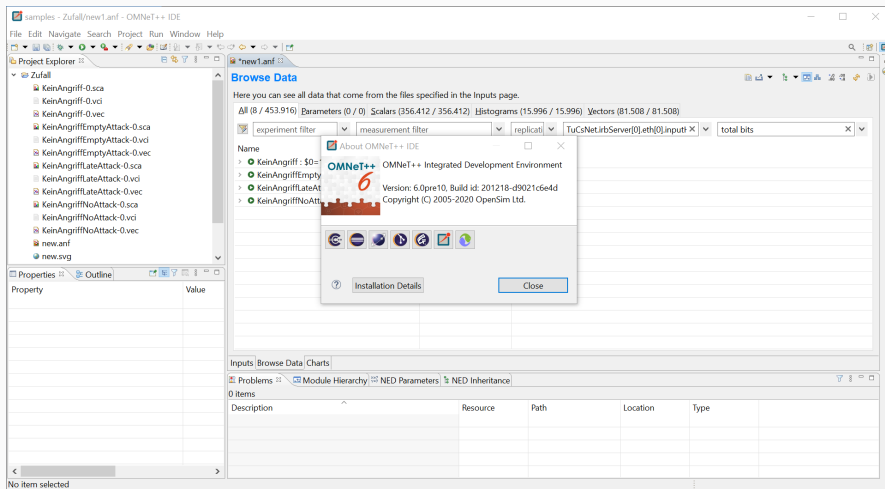 samples - Zufall/new1.anf - OMNeT++ IDE
File Edit Navigate Search Project Run Window Help
Project Explorer
Zufall
KeinAngriff-0.sca
KeinAngriff-0.vci
KeinAngriff-0.vec
KeinAngriffEmptyAttack-0.sca
KeinAngriffEmptyAttack-0.vci
KeinAngriffEmptyAttack-0.vec
KeinAngriffLateAttack-0.sca
KeinAngriffLateAttack-0.vci
KeinAngriffLateAttack-0.vec
KeinAngriffNoAttack-0.sca
KeinAngriffNoAttack-0.vci
KeinAngriffNoAttack-0.vec
new.anf
new.svg
Properties Outline
Property Value
No item selected
*new1.anf
Browse Data
Here you can see all data that come from the files specified in the Inputs page.
All (8 / 453.916) Parameters (0 / 0) Scalars (356.412 / 356.412) Histograms (15.996 / 15.996) Vectors (81.508 / 81.508)
experiment filter measurement filter replicati TuCsNet.irbServer[0].eth[0].inputH total bits
Name
KeinAngriff : $0=
KeinAngriffEmpty
KeinAngriffLateAt
KeinAngriffNoAtt
About OMNeT++ IDE
OMNeT++
6
OMNeT++ Integrated Development Environment
Version: 6.0pre10, Build id: 201218-d9021c6e4d
Copyright (C) 2005-2020 OpenSim Ltd.
Installation Details Close
Inputs Browse Data Charts
Problems Module Hierarchy NED Parameters NED Inheritance
0 items
Description Resource Path Location Type